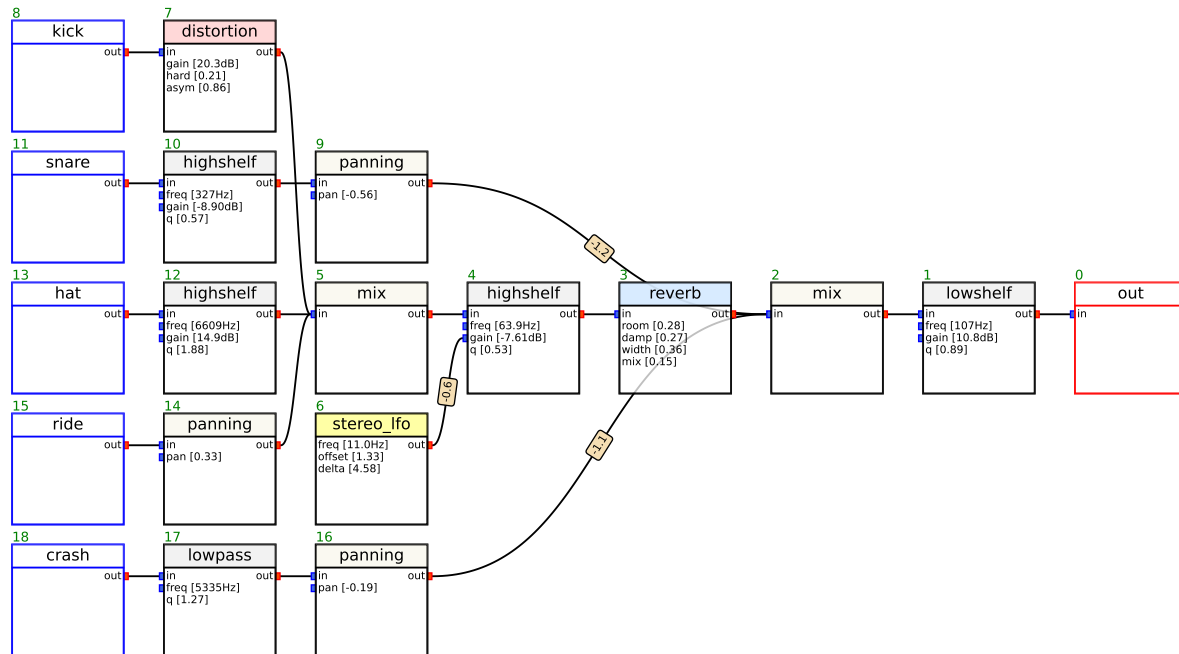 8
kick
out
7
distortion
in out
gain [20.3dB]
hard [0.21]
asym [0.86]
11
snare
out
10
highshelf
in out
freq [327Hz]
gain [-8.90dB]
q [0.57]
9
panning
in out
pan [-0.56]
-1.2
13
hat
out
12
highshelf
in out
freq [6609Hz]
gain [14.9dB]
q [1.88]
5
mix
in out
4
highshelf
in out
freq [63.9Hz]
gain [-7.61dB]
q [0.53]
3
reverb
in out
room [0.28]
damp [0.27]
width [0.36]
mix [0.15]
2
mix
in out
1
lowshelf
in out
freq [107Hz]
gain [10.8dB]
q [0.89]
0
out
in
-0.6
15
ride
out
14
panning
in out
pan [0.33]
6
stereo_lfo
freq [11.0Hz] out
offset [1.33]
delta [4.58]
-1.1
18
crash
out
17
lowpass
in out
freq [5335Hz]
q [1.27]
16
panning
in out
pan [-0.19]